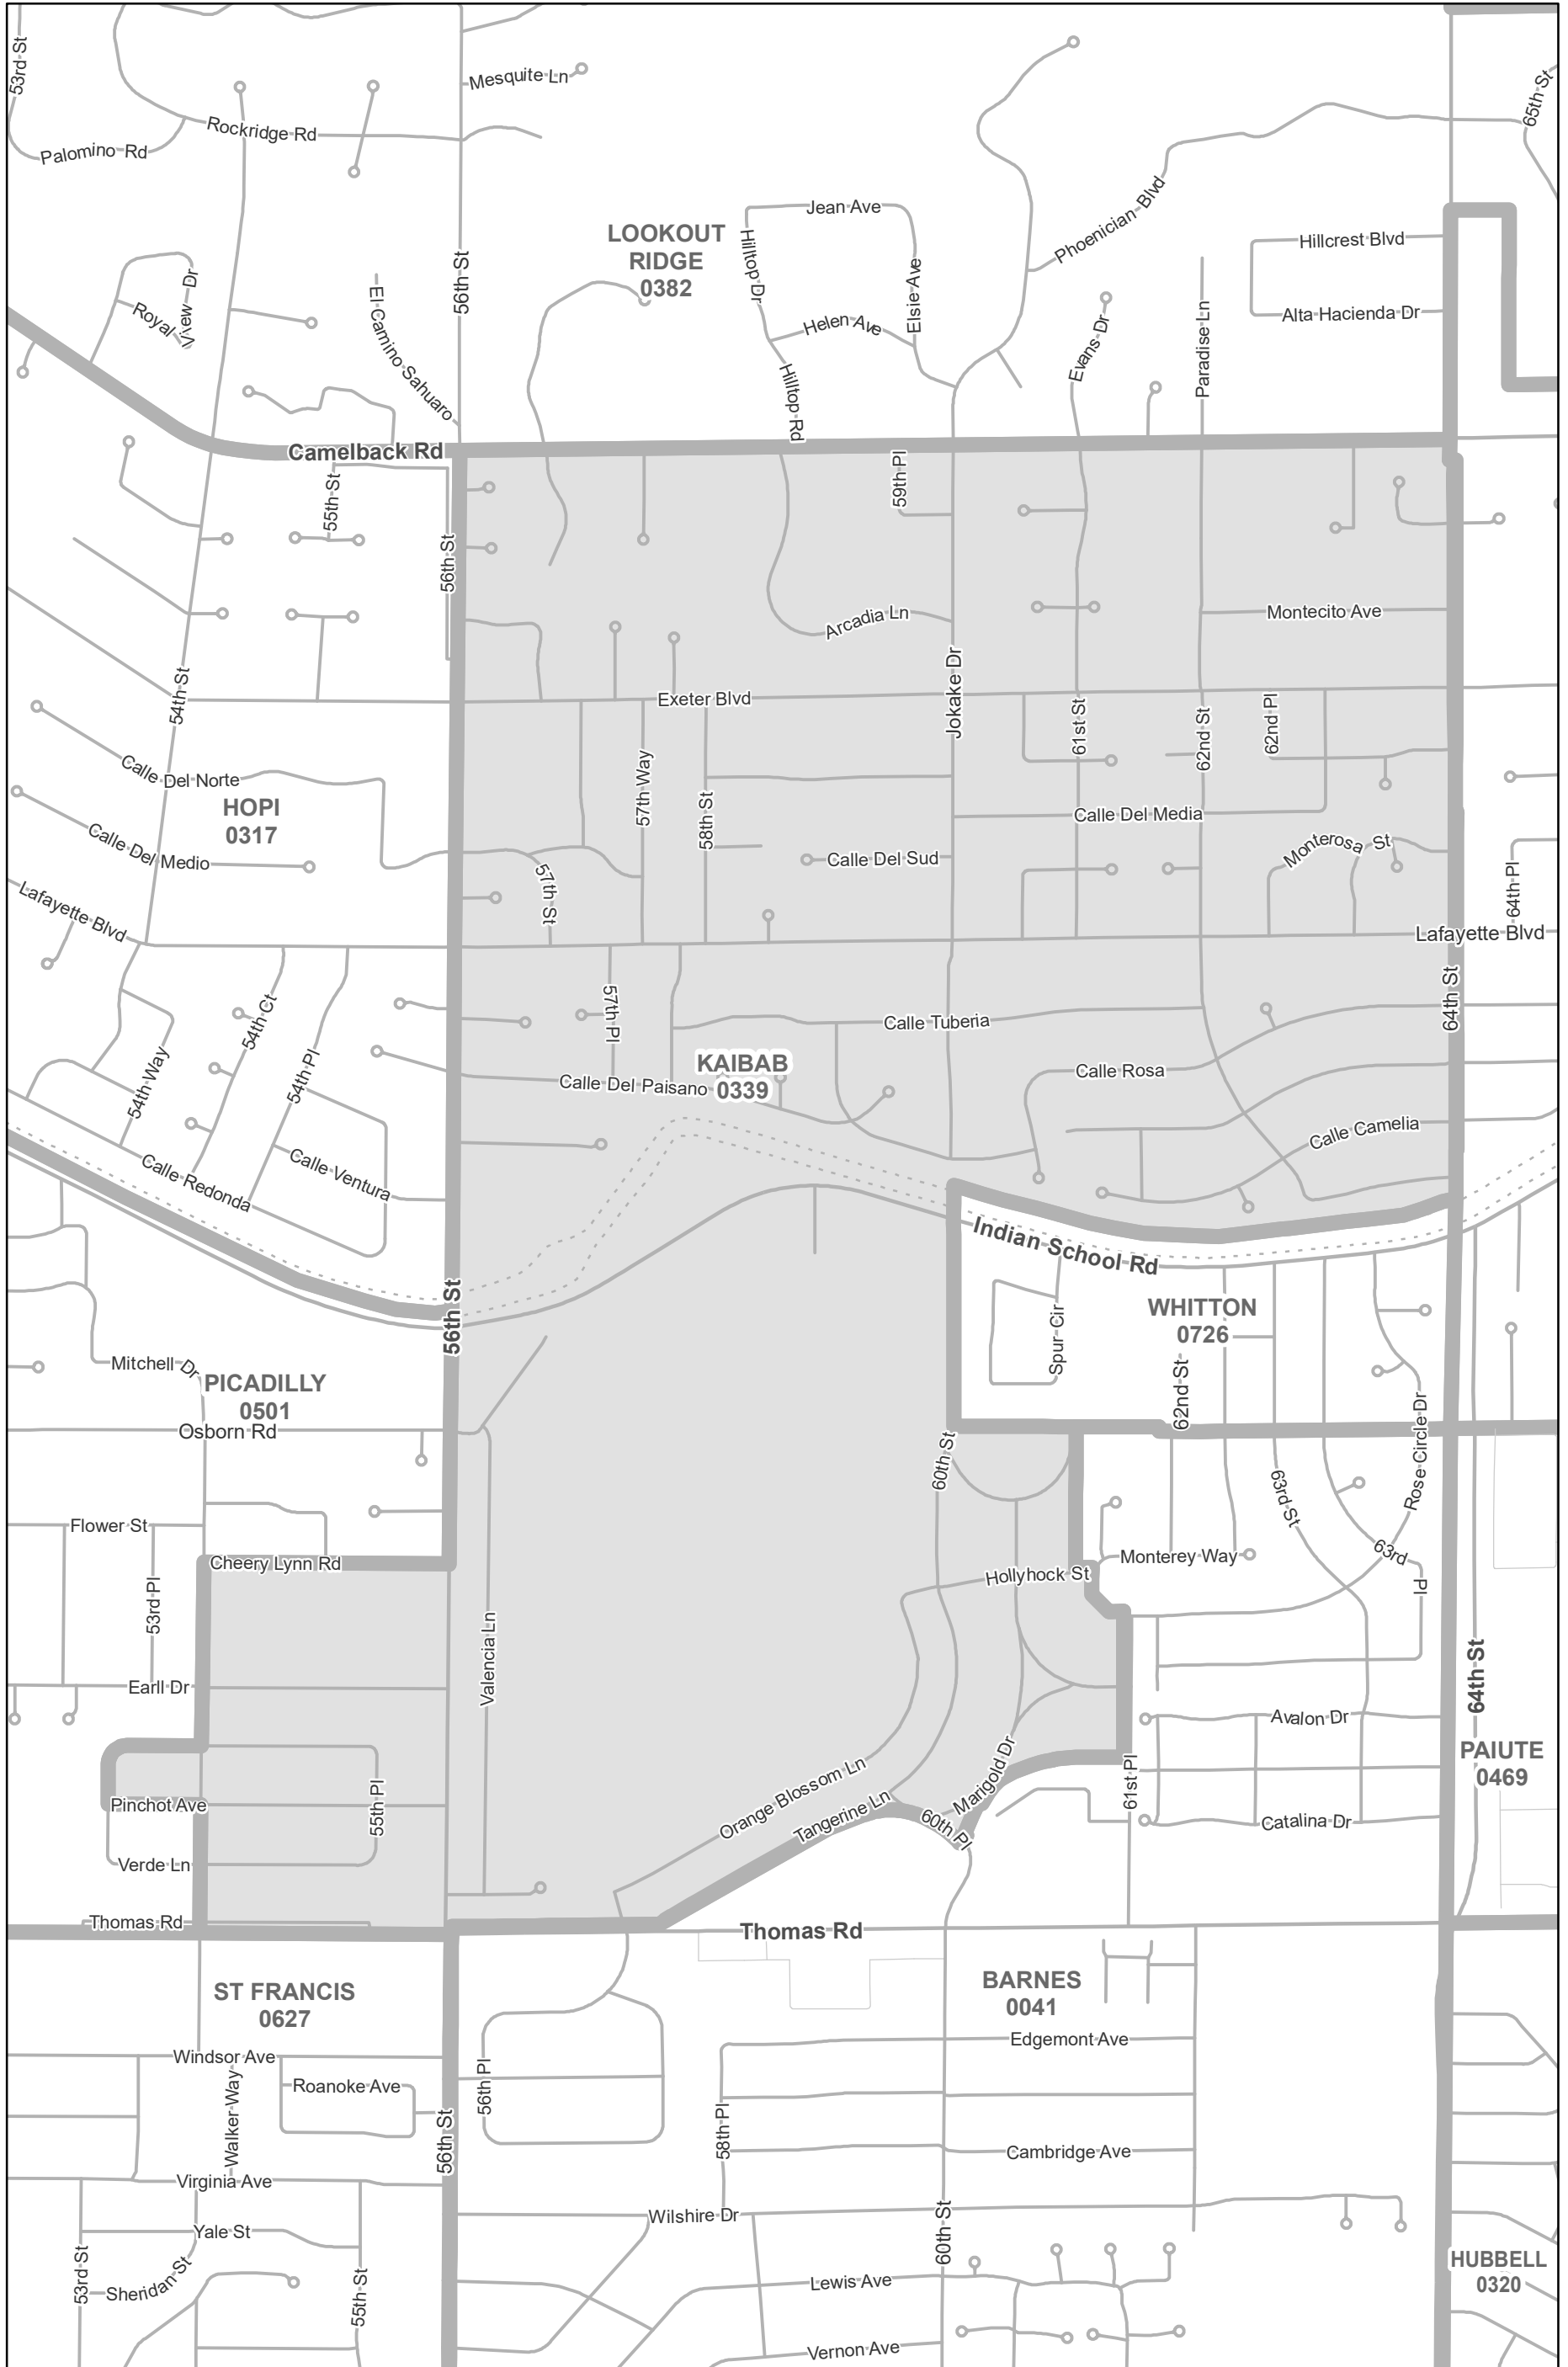 53rd St
Mesquite Ln
65th St
Rockridge Rd
Palomino Rd
Jean Ave
Phoenician Blvd
LOOKOUT
RIDGE
0382
Hilltop Dr
Elsie Ave
Hillcrest Blvd
56th St
View Dr
Royal
El Camino Sahuaro
Helen Ave
Evans Dr
Paradise Ln
Alta Hacienda Dr
Hilltop Rd
Camelback Rd
55th St
59th Pl
56th St
Arcadia Ln
Montecito Ave
54th St
Exeter Blvd
Jokake Dr
61st St
62nd St
62nd Pl
Calle Del Norte
57th Way
58th St
HOPI
0317
Calle Del Media
Calle Del Medio
Calle Del Sud
Monterosa St
57th St
64th Pl
Lafayette Blvd
Lafayette Blvd
64th St
54th Ct
57th Pl
Calle Tuberia
54th Way
54th Pl
KAIBAB
0339
Calle Del Paisano
Calle Rosa
Calle Camelia
Calle Redonda
Calle Ventura
Indian School Rd
56th St
Spur Cir
WHITTON
0726
62nd St
Mitchell Dr
PICADILLY
0501
Osborn Rd
60th St
63rd St
Rose Circle Dr
Flower St
Cheery Lynn Rd
Monterey Way
63rd
Pl
Hollyhock St
53rd Pl
Valencia Ln
64th St
Earll Dr
Avalon Dr
PAIUTE
0469
Marigold Dr
61st Pl
Orange Blossom Ln
Tangerine Ln
60th Pl
Pinchot Ave
55th Pl
Catalina Dr
Verde Ln
Thomas Rd
Thomas Rd
ST FRANCIS
0627
BARNES
0041
Windsor Ave
Edgemont Ave
Walker Way
Roanoke Ave
56th Pl
56th St
58th Pl
Virginia Ave
Cambridge Ave
Wilshire Dr
60th St
Yale St
53rd St
Sheridan St
55th St
HUBBELL
0320
Lewis Ave
Vernon Ave